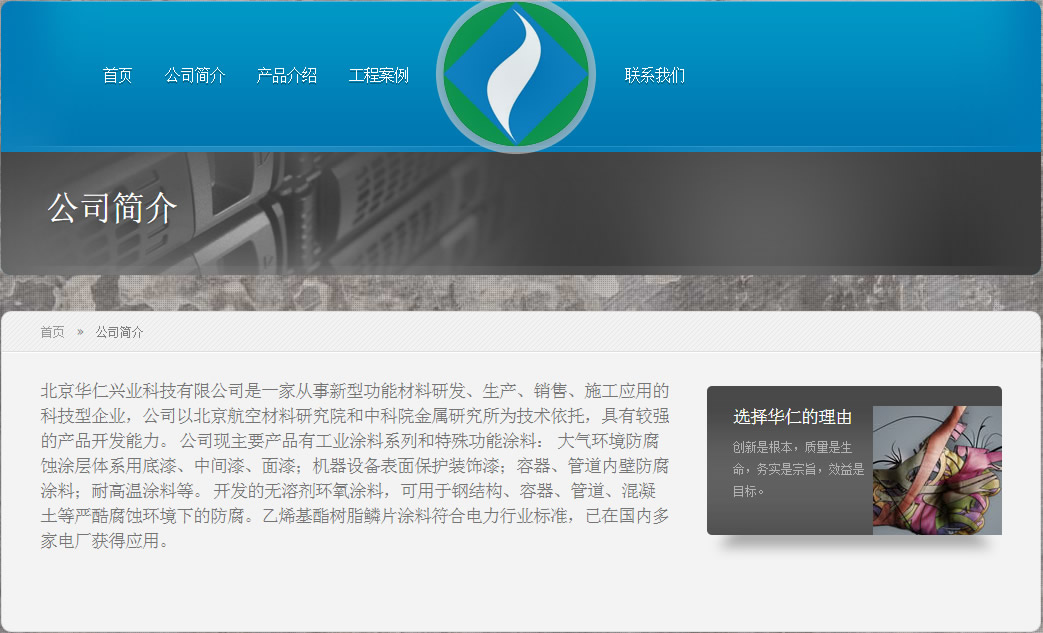 首页 公司简介 产品介绍 工程案例 联系我们
公司简介
首页 » 公司简介
北京华仁兴业科技有限公司是一家从事新型功能材料研发、生产、销售、施工应用的
科技型企业，公司以北京航空材料研究院和中科院金属研究所为技术依托，具有较强
的产品开发能力。 公司现主要产品有工业涂料系列和特殊功能涂料： 大气环境防腐
蚀涂层体系用底漆、中间漆、面漆；机器设备表面保护装饰漆；容器、管道内壁防腐
涂料；耐高温涂料等。 开发的无溶剂环氧涂料，可用于钢结构、容器、管道、混凝
土等严酷腐蚀环境下的防腐。乙烯基酯树脂鳞片涂料符合电力行业标准，已在国内多
家电厂获得应用。
选择华仁的理由
创新是根本，质量是生
命，务实是宗旨，效益是
目标。